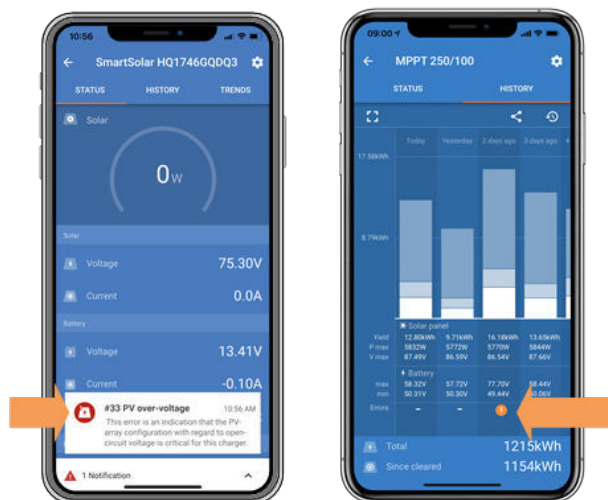 10:56
SmartSolar HQ1746GQDQ3
STATUS HISTORY TRENDS
Solar
0W
Solar
Voltage 75.30V
Current 0.0A
Battery
Voltage 13.41V
Current -0.10A
#33 PV over-voltage 10:56 AM
This error is an indication that the PV-
array configuration with regard to open-
circuit voltage is critical for this charger.
1 Notification
09:00
MPPT 250/100
STATUS HISTORY
Today Yesterday 2 days ago 3 days ago 4
17.58kWh
8.79kWh
Solar panel
Yield 12.80kWh 9.71kWh 16.18kWh 13.65kWh
P max 5832W 5772W 5770W 5844W
V max 87.49V 86.59V 86.54V 87.66V
Battery
max 58.32V 57.72V 77.70V 58.44V
min 50.31V 50.30V 49.44V 50.06V
Errors - -
Total 1215kWh
Since cleared 1154kWh